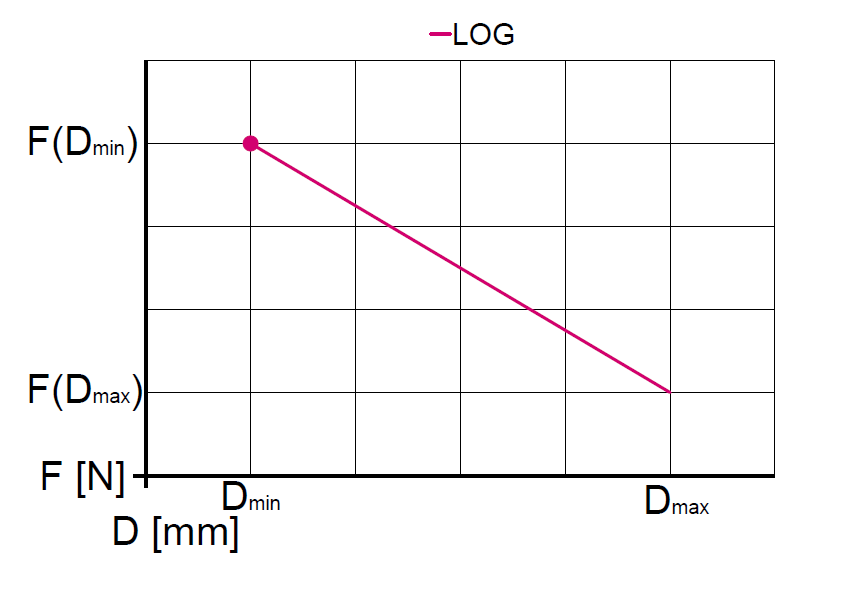 LOG
F(Dmin)
F(Dmax)
F [N]
Dmin
Dmax
D [mm]